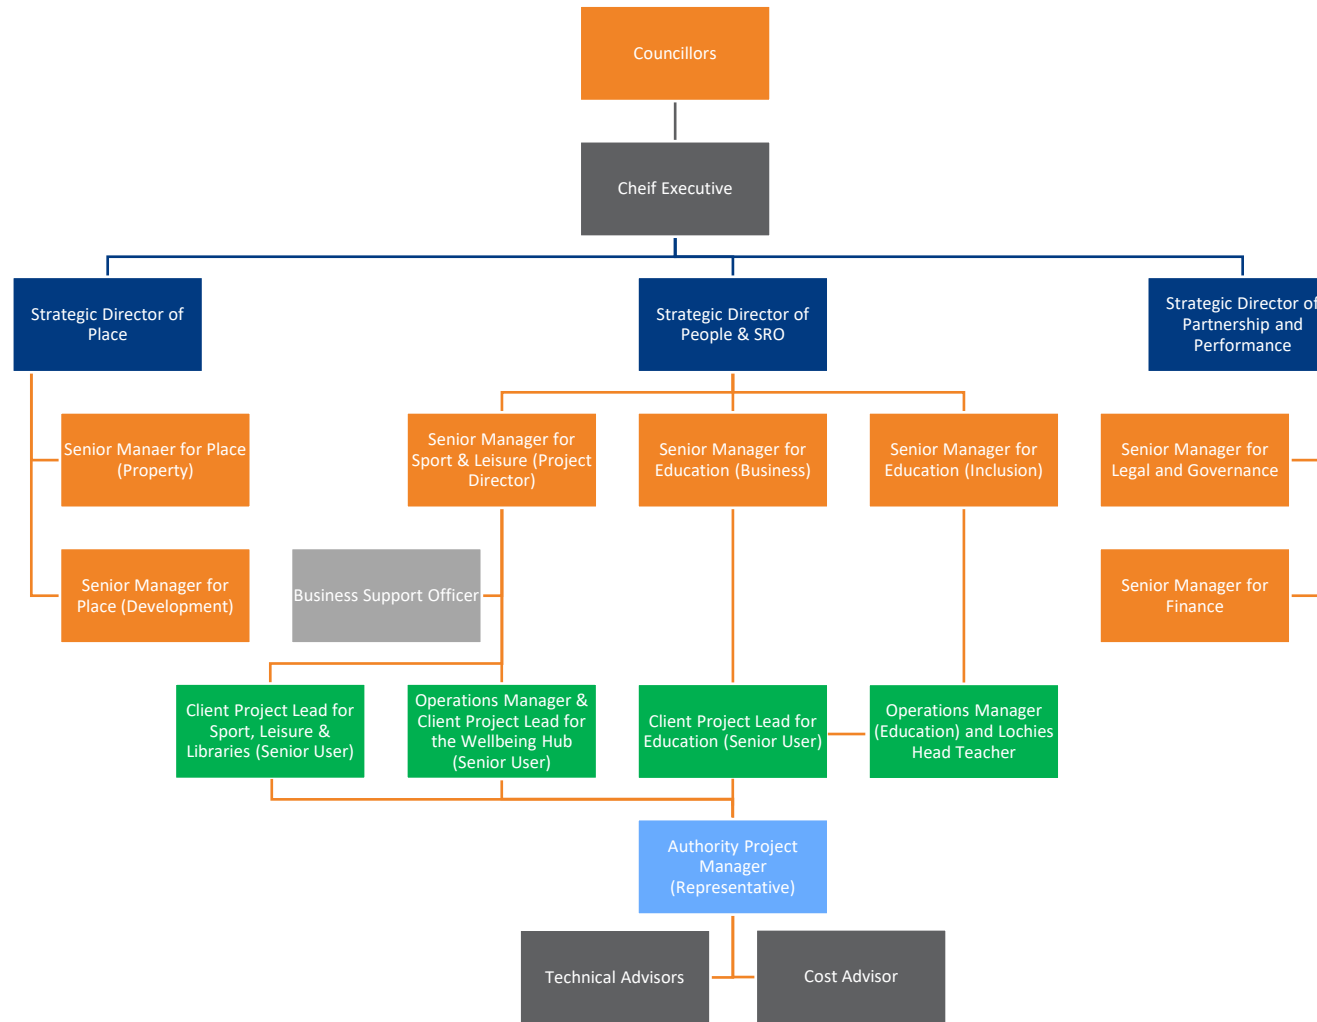 Councillors
Cheif Executive
Strategic Director of
Place
Strategic Director of
People & SRO
Strategic Director of
Partnership and
Performance
Senior Manaer for Place
(Property)
Senior Manager for
Sport & Leisure (Project
Director)
Senior Manager for
Education (Business)
Senior Manager for
Education (Inclusion)
Senior Manager for
Legal and Governance
Senior Manager for
Place (Development)
Business Support Officer
Senior Manager for
Finance
Client Project Lead for
Sport, Leisure &
Libraries (Senior User)
Operations Manager &
Client Project Lead for
the Wellbeing Hub
(Senior User)
Client Project Lead for
Education (Senior User)
Operations Manager
(Education) and Lochies
Head Teacher
Authority Project
Manager
(Representative)
Technical Advisors
Cost Advisor